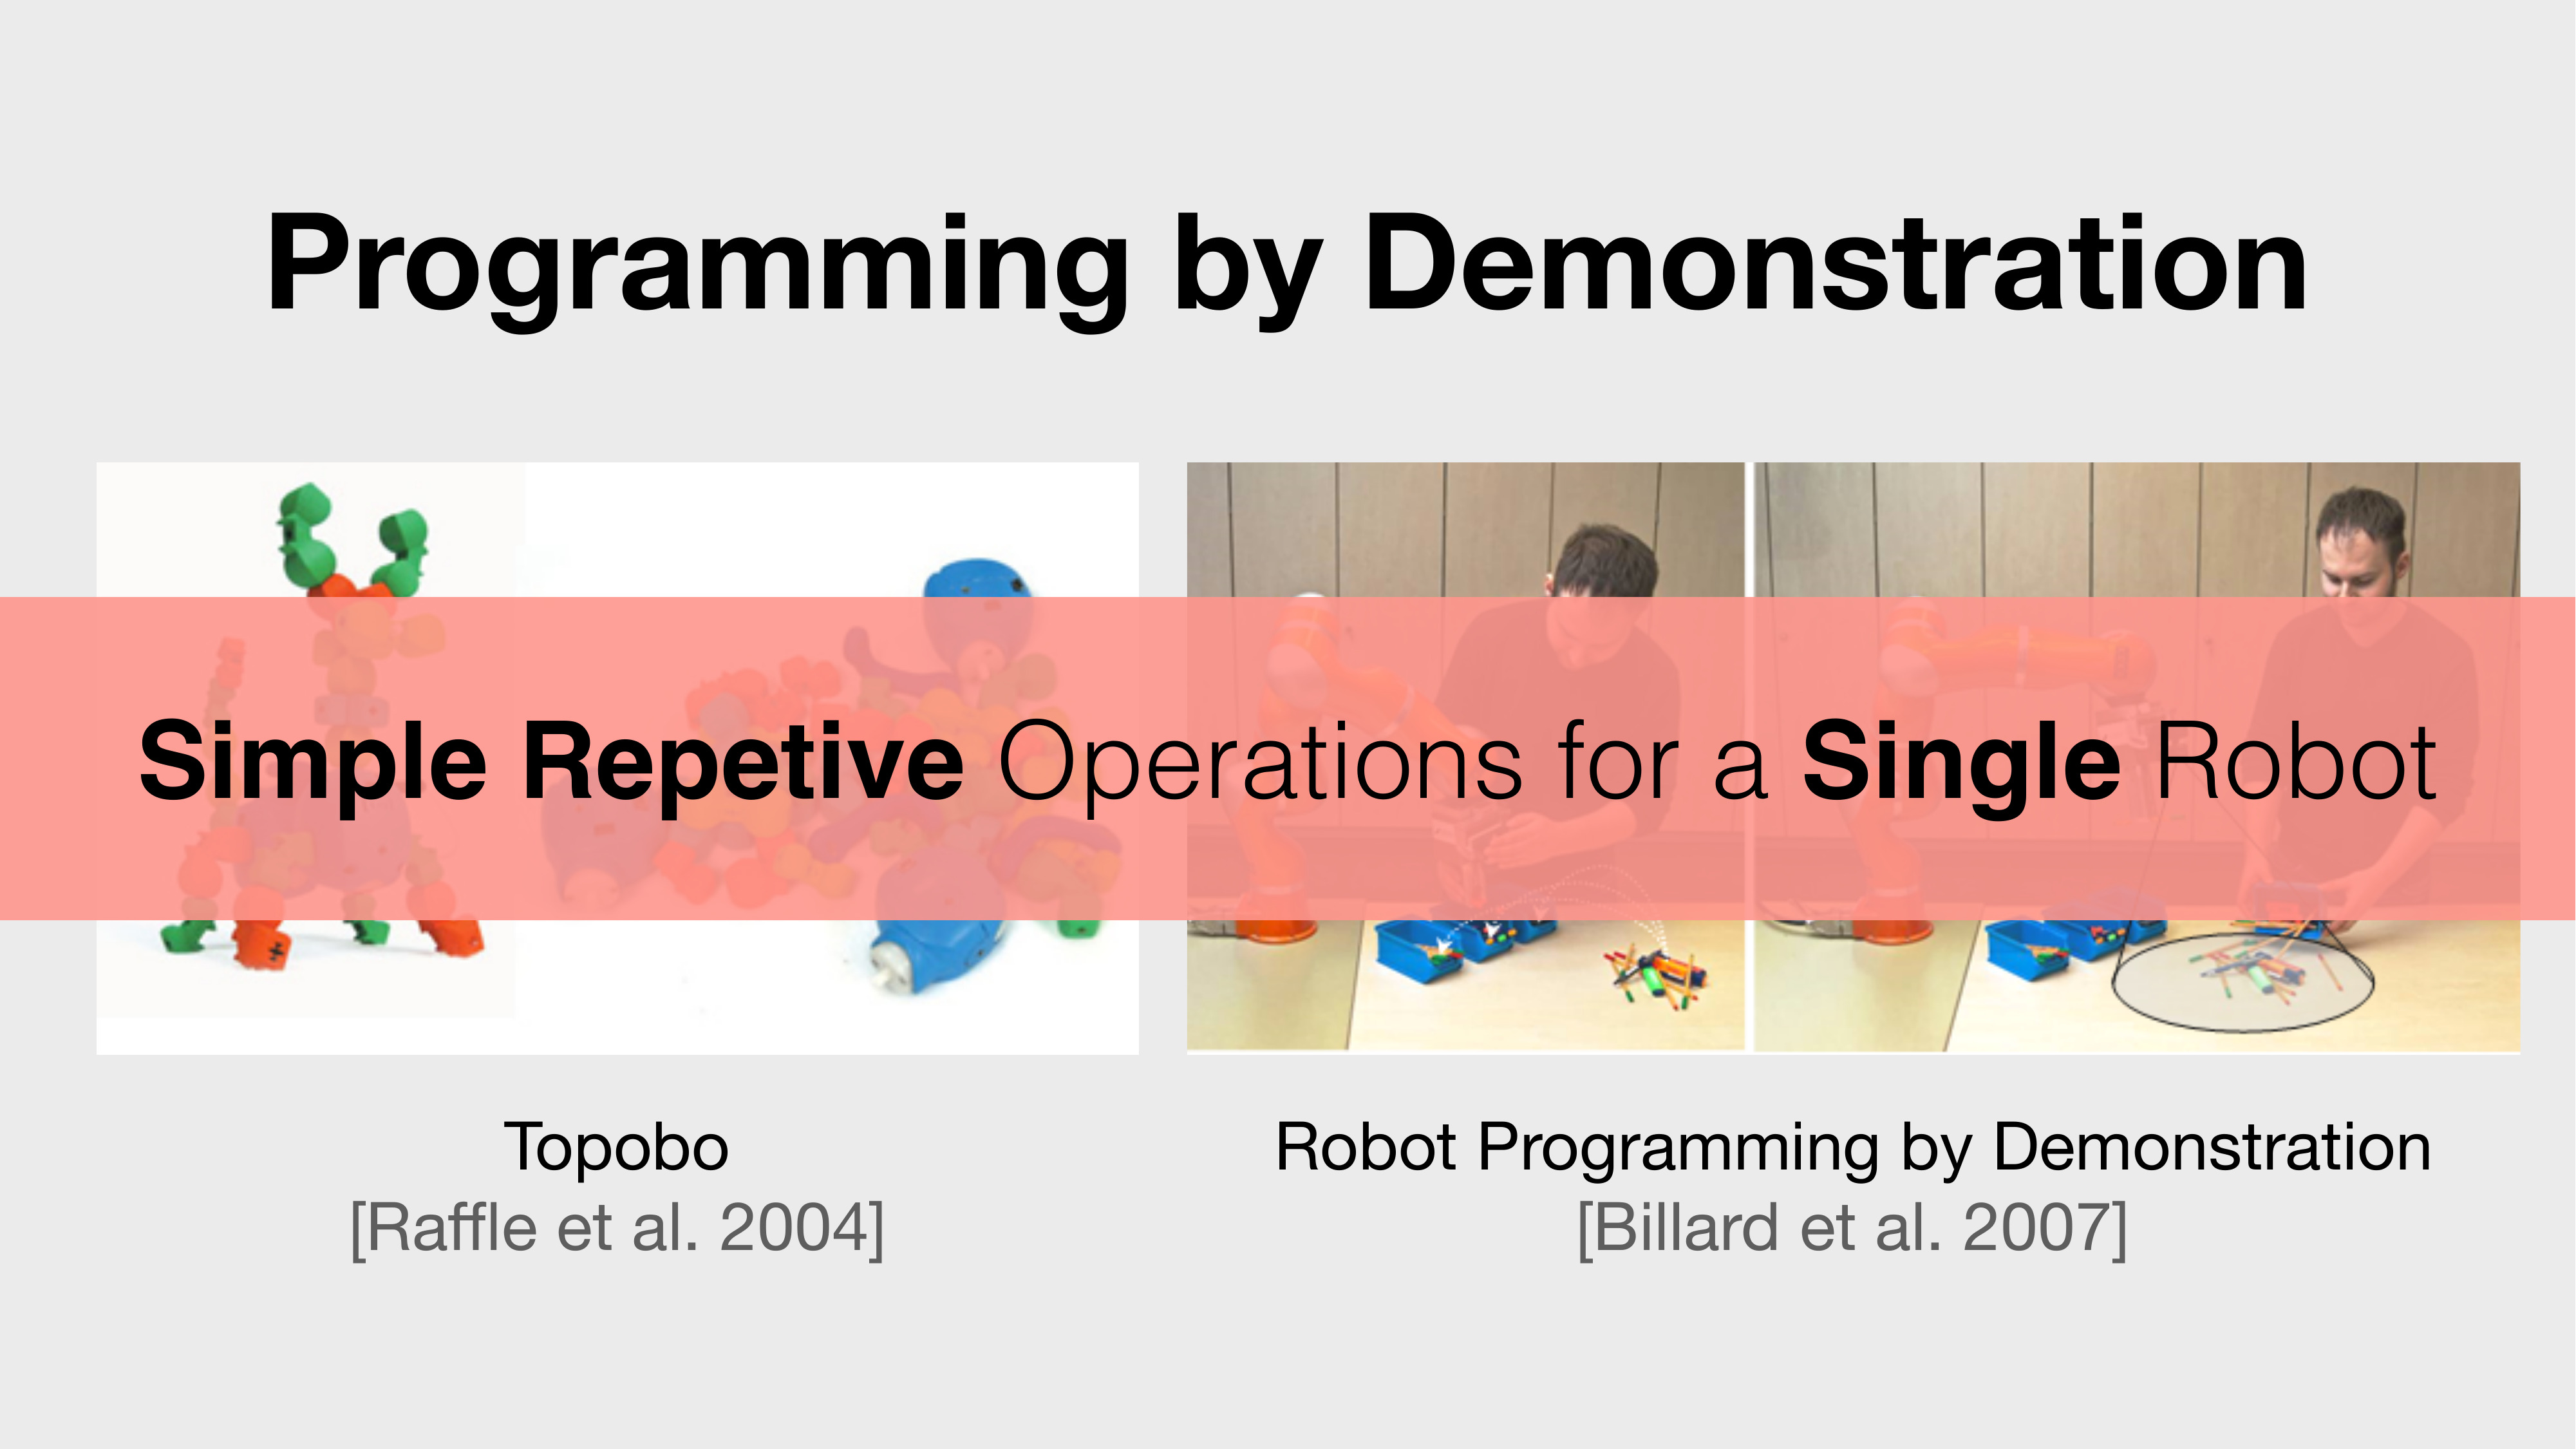 Programming by Demonstration
Simple Repetive Operations for a Single Robot
Topobo
[Raffle et al. 2004]
Robot Programming by Demonstration
[Billard et al. 2007]